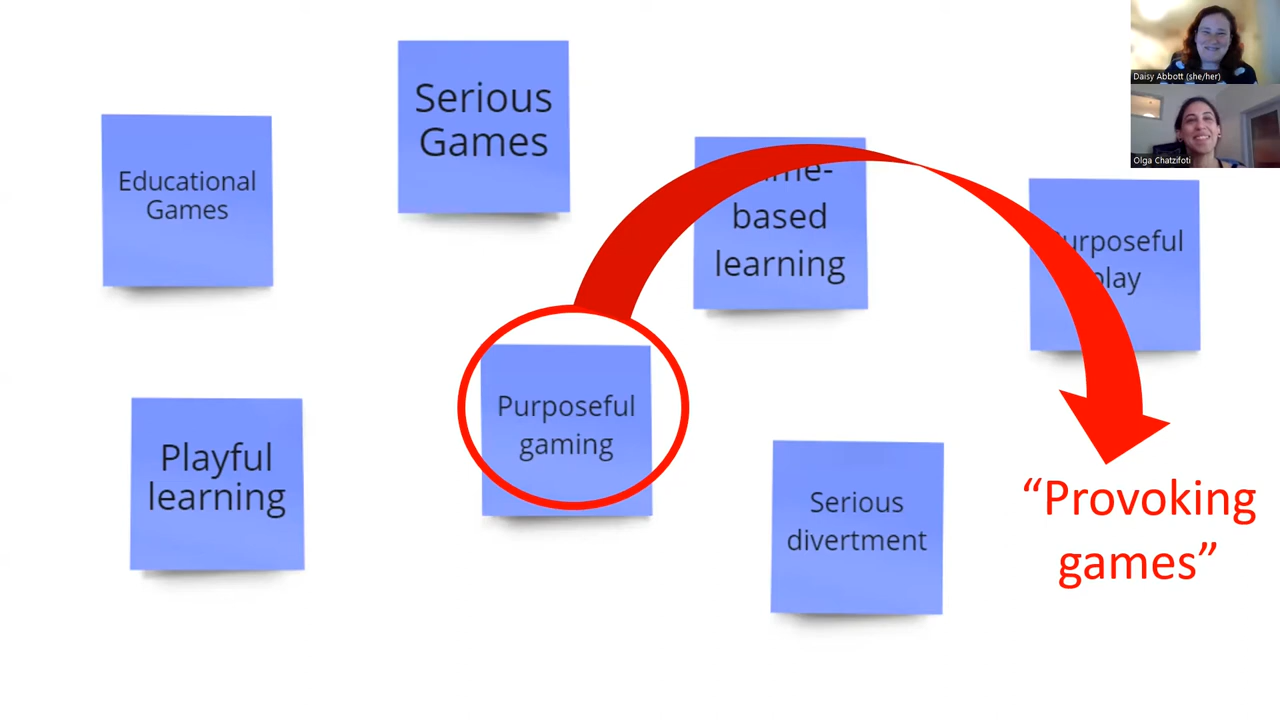 Daisy Abbott (she/her)
Olga Chatzifoti
Serious
Games
Educational
Games
based
learning
play
Purposeful
gaming
Playful
learning
Serious
divertment
“Provoking
games”